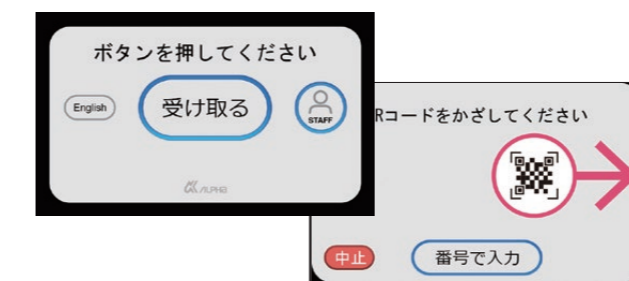 ボタンを押してください
English
受け取る
STAFF
ALPHA
Rコードをかざしてください
中止
番号で入力